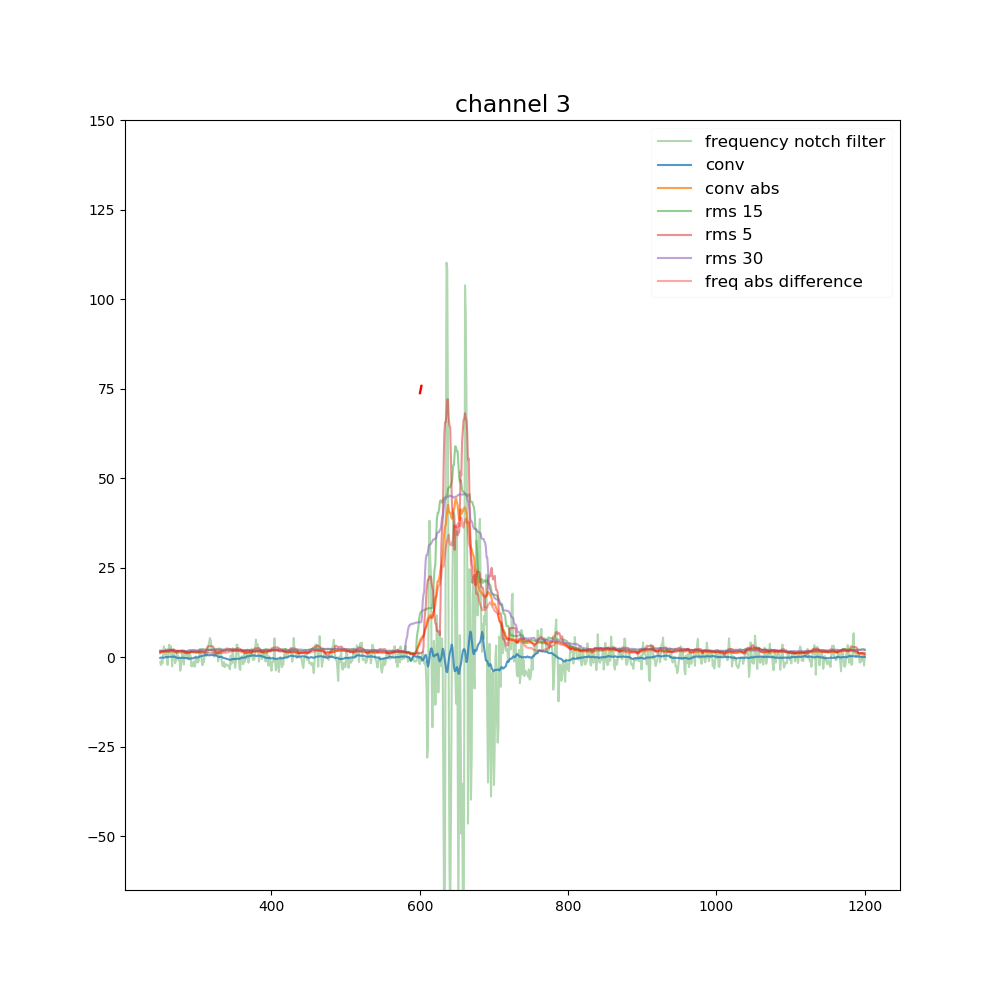 channel 3
150
125
100
75
50
25
0
−25
−50
400 600 800 1000 1200
frequency notch filter
conv
conv abs
rms 15
rms 5
rms 30
freq abs difference